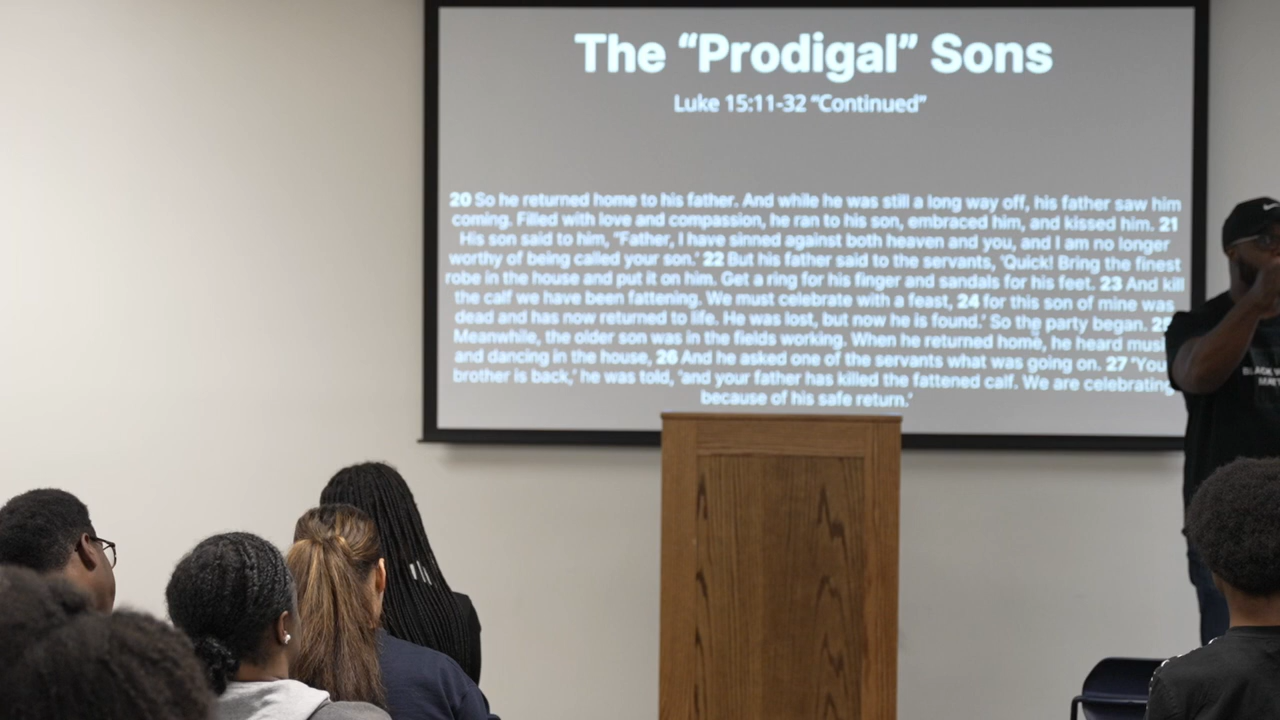 The “Prodigal” Sons
Luke 15:11-32 “Continued”
20 So he returned home to his father. And while he was still a long way off, his father saw him
coming. Filled with love and compassion, he ran to his son, embraced him, and kissed him. 21
His son said to him, “Father, I have sinned against both heaven and you, and I am no longer
worthy of being called your son.’ 22 But his father said to the servants, ‘Quick! Bring the finest
robe in the house and put it on him. Get a ring for his finger and sandals for his feet. 23 And kill
the calf we have been fattening. We must celebrate with a feast, 24 for this son of mine was
dead and has now returned to life. He was lost, but now he is found.’ So the party began.
Meanwhile, the older son was in the fields working. When he returned home, he heard
and dancing in the house, 26 And he asked one of the servants what was going on. 27
brother is back,’ he was told, ‘and your father has killed the fattened calf. We are celebrating
because of his safe return.’
BLACK